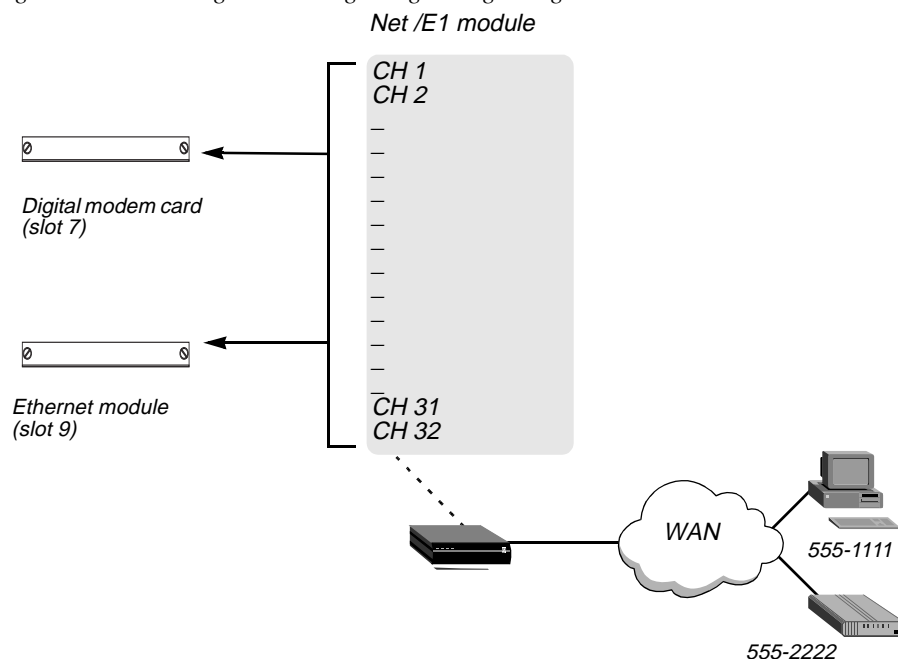 Net /E1 module
CH 1
CH 2
Digital modem card
(slot 7)
Ethernet module
(slot 9)
CH 31
CH 32
WAN
555-1111
555-2222